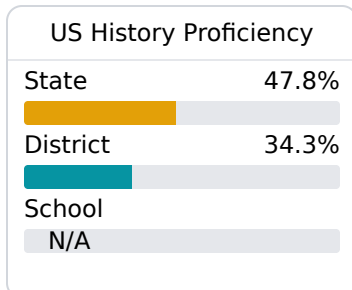 US History Proficiency
State 47.8%
District 34.3%
School
N/A